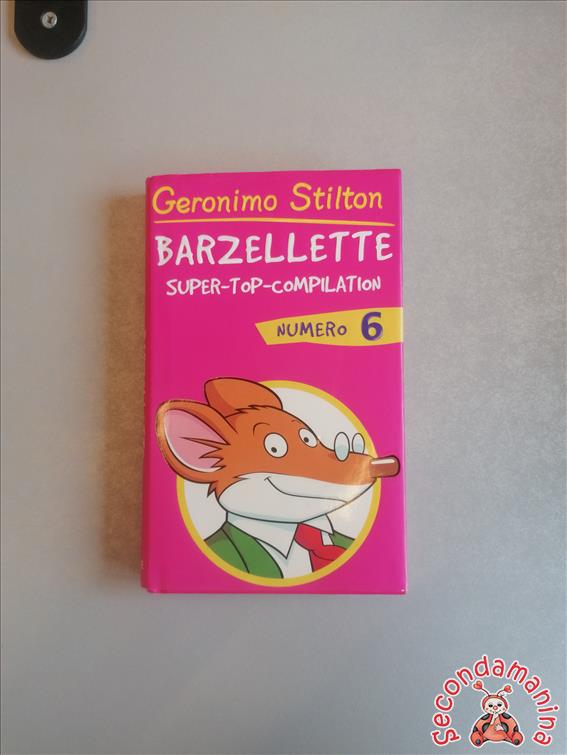 Geronimo Stilton
BARZELLETTE
SUPER-TOP-COMPILATION
NUMERO 6
Secondamanina